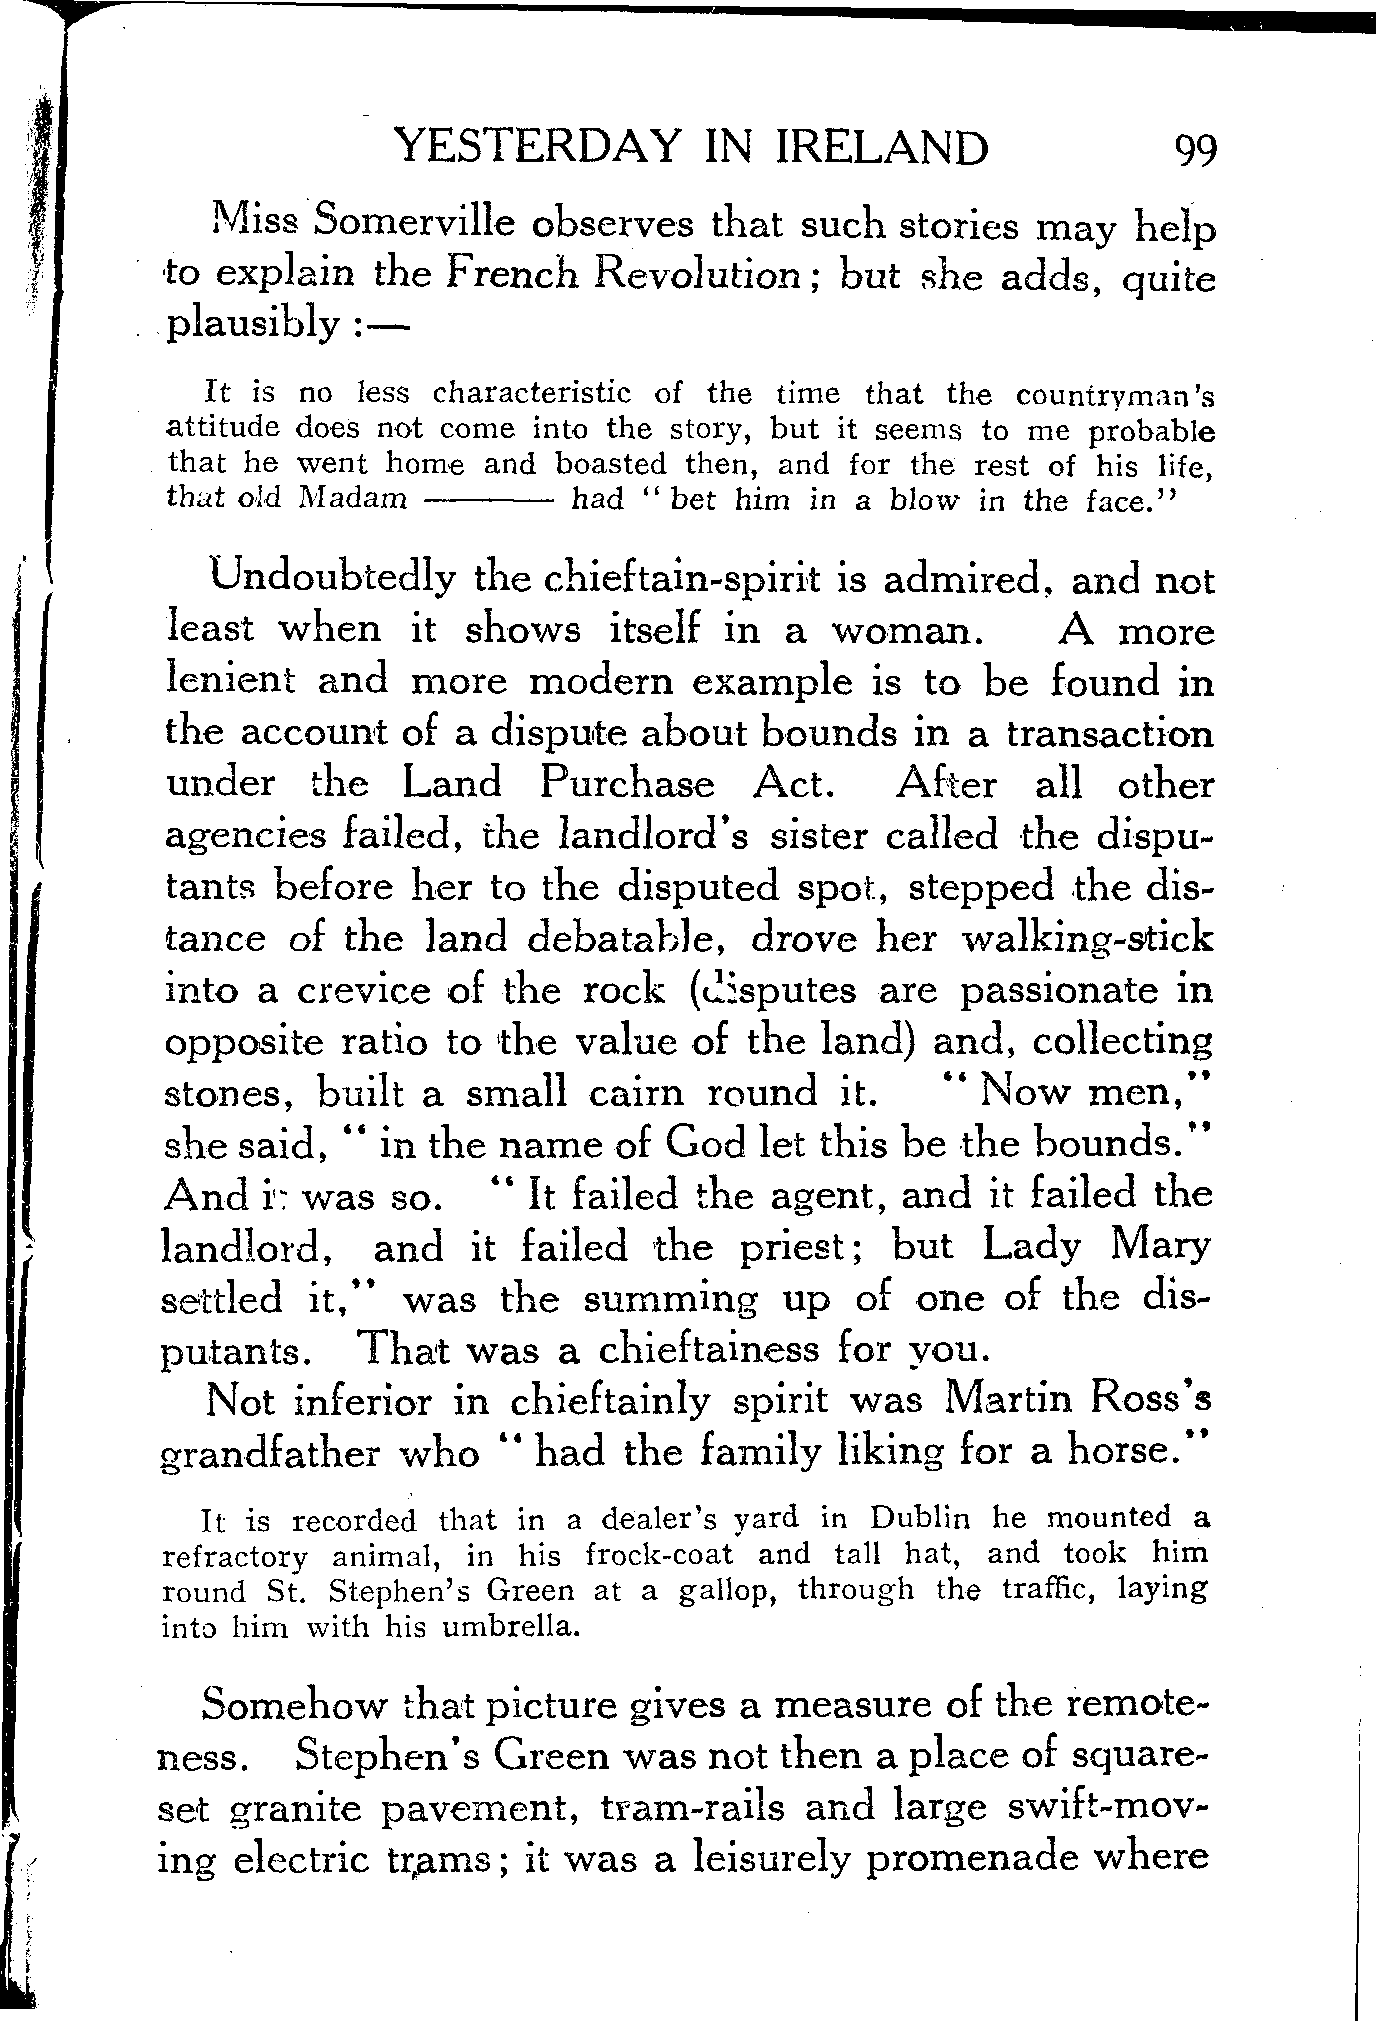 YESTERDAY IN IRELAND 99
Miss Somerville observes that such stories may help
to explain the French Revolution; but she adds, quite
plausibly :—
It is no less characteristic of the time that the countryman's
attitude does not come into the story, but it seems to me probable
that he went home and boasted then, and for the rest of his life,
that old Madam ——— had "bet him in a blow in the face."
Undoubtedly the chieftain-spirit is admired, and not
least when it shows itself in a woman. A more
lenient and more modern example is to be found in
the account of a dispute about bounds in a transaction
under the Land Purchase Act. After all other
agencies failed, the landlord's sister called the dispu-
tants before her to the disputed spot, stepped the dis-
tance of the land debatable, drove her walking-stick
into a crevice of the rock (disputes are passionate in
opposite ratio to the value of the land) and, collecting
stones, built a small cairn round it. "Now men,"
she said, "in the name of God let this be the bounds."
And it was so. "It failed the agent, and it failed the
landlord, and it failed the priest; but Lady Mary
settled it," was the summing up of one of the dis-
putants. That was a chieftainess for you.
Not inferior in chieftainly spirit was Martin Ross's
grandfather who "had the family liking for a horse."
It is recorded that in a dealer's yard in Dublin he mounted a
refractory animal, in his frock-coat and tall hat, and took him
round St. Stephen's Green at a gallop, through the traffic, laying
into him with his umbrella.
Somehow that picture gives a measure of the remote-
ness. Stephen's Green was not then a place of square-
set granite pavement, tram-rails and large swift-mov-
ing electric trams; it was a leisurely promenade where